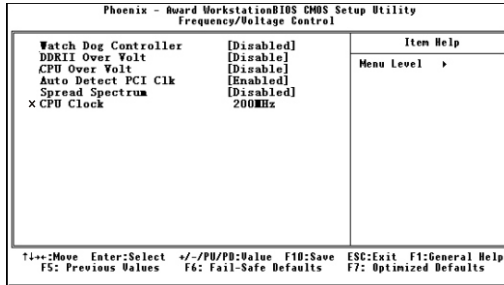 Phoenix - Award WorkstationBIOS CMOS Setup Utility
Frequency/Voltage Control
Watch Dog Controller [Disabled]
DDRII Over Volt [Disable]
CPU Over Volt [Disable]
Auto Detect PCI Clk [Enabled]
Spread Spectrum [Disabled]
x CPU Clock 200MHz
Item Help
Menu Level ▸
↑↓→←:Move Enter:Select +/-/PU/PD:Value F10:Save ESC:Exit F1:General Help
F5: Previous Values F6: Fail-Safe Defaults F7: Optimized Defaults